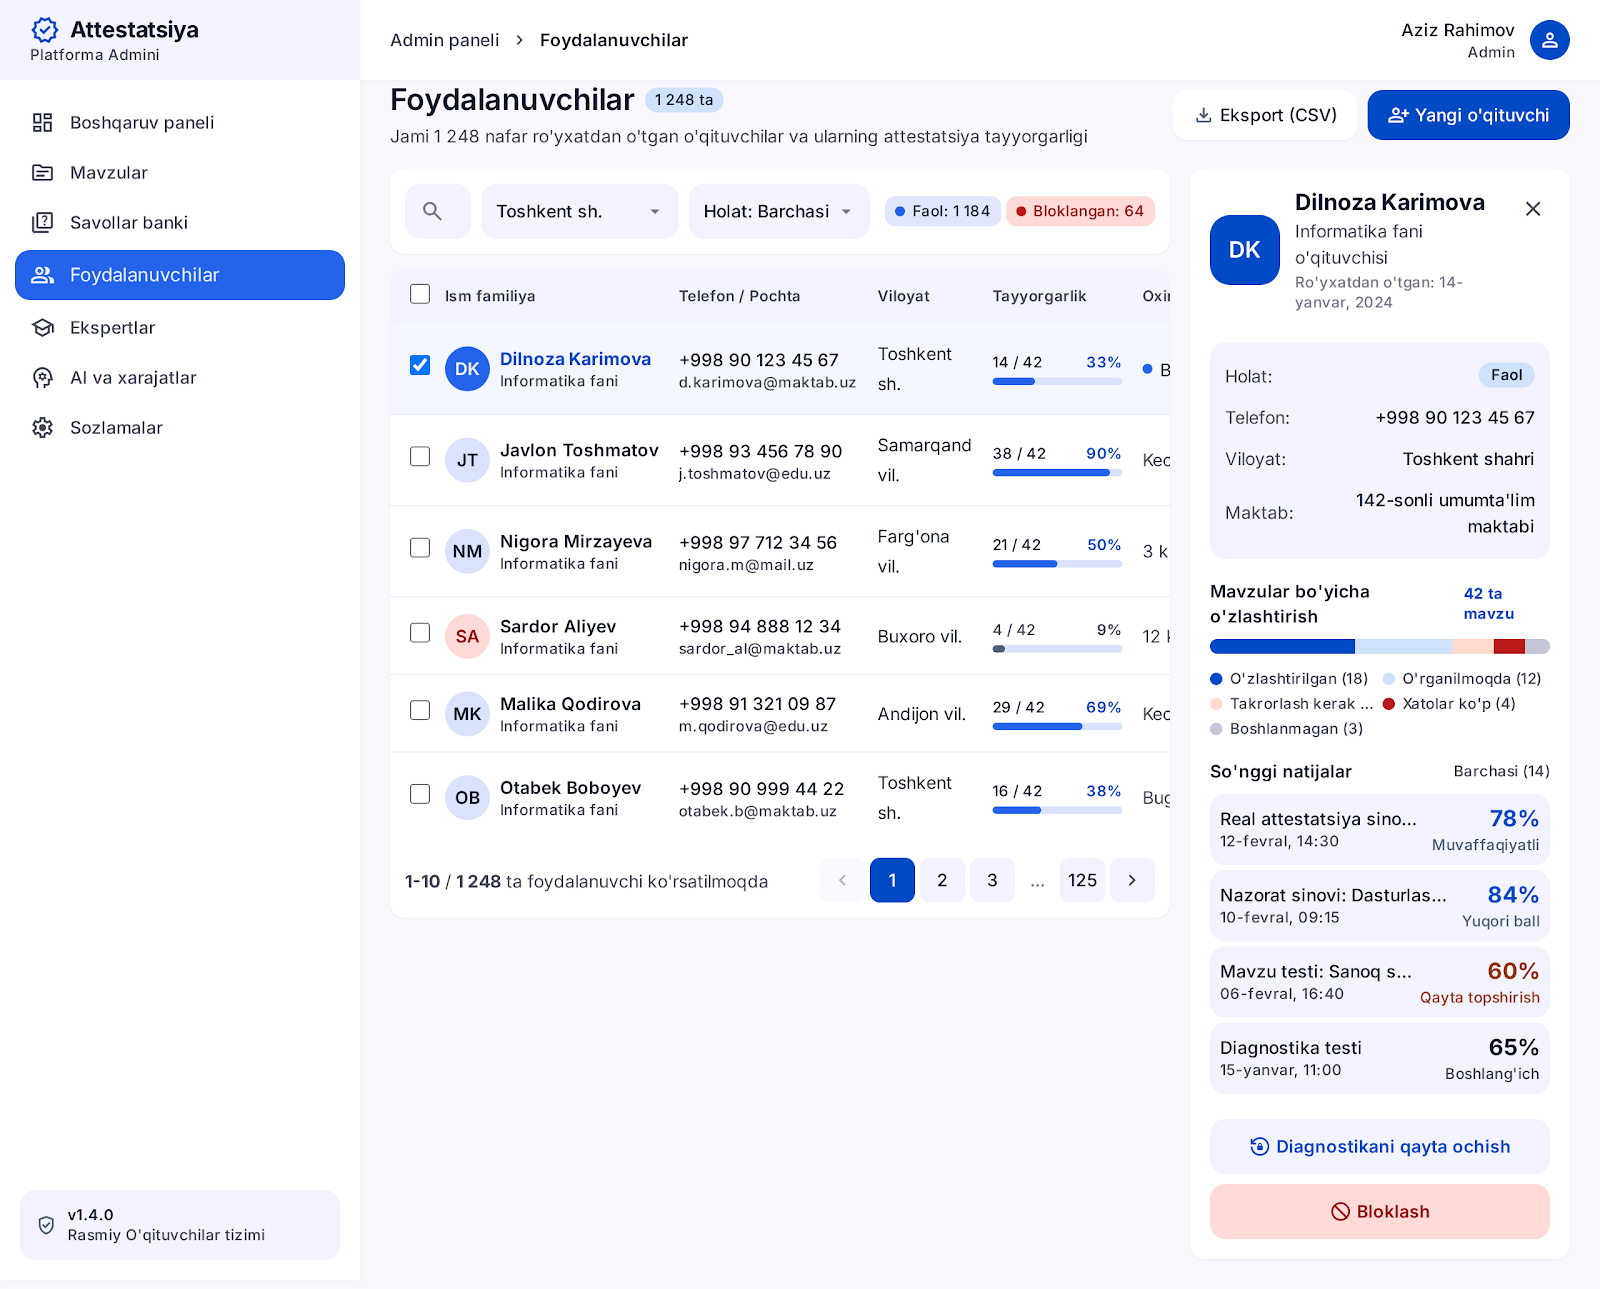 Attestatsiya
Platforma Admini
Boshqaruv paneli
Mavzular
Savollar banki
Foydalanuvchilar
Ekspertlar
AI va xarajatlar
Sozlamalar
v1.4.0
Rasmiy O'qituvchilar tizimi
Admin paneli > Foydalanuvchilar
Aziz Rahimov
Admin
Foydalanuvchilar 1 248 ta
Jami 1 248 nafar ro'yxatdan o'tgan o'qituvchilar va ularning attestatsiya tayyorgarligi
Eksport (CSV)
Yangi o'qituvchi
Toshkent sh.
Holat: Barchasi
Faol: 1 184
Bloklangan: 64
Ism familiya Telefon / Pochta Viloyat Tayyorgarlik
DK
Dilnoza Karimova
Informatika fani
+998 90 123 45 67
d.karimova@maktab.uz
Toshkent
sh.
14 / 42 33%
B
JT
Javlon Toshmatov
Informatika fani
+998 93 456 78 90
j.toshmatov@edu.uz
Samarqand
vil.
38 / 42 90%
NM
Nigora Mirzayeva
Informatika fani
+998 97 712 34 56
nigora.m@mail.uz
Farg'ona
vil.
21 / 42 50%
3 k
SA
Sardor Aliyev
Informatika fani
+998 94 888 12 34
sardor_al@maktab.uz
Buxoro vil.
4 / 42 9%
12
MK
Malika Qodirova
Informatika fani
+998 91 321 09 87
m.qodirova@edu.uz
Andijon vil.
29 / 42 69%
OB
Otabek Boboyev
Informatika fani
+998 90 999 44 22
otabek.b@maktab.uz
Toshkent
sh.
16 / 42 38%
1-10 / 1 248 ta foydalanuvchi ko'rsatilmoqda
1 2 3 ... 125
DK
Dilnoza Karimova
Informatika fani
o'qituvchisi
Ro'yxatdan o'tgan: 14-
yanvar, 2024
Holat: Faol
Telefon: +998 90 123 45 67
Viloyat: Toshkent shahri
Maktab: 142-sonli umumta'lim
maktabi
Mavzular bo'yicha
o'zlashtirish
42 ta
mavzu
O'zlashtirilgan (18) O'rganilmoqda (12)
Takrorlash kerak ... Xatolar ko'p (4)
Boshlanmagan (3)
So'nggi natijalar Barchasi (14)
Real attestatsiya sino... 78%
12-fevral, 14:30 Muvaffaqiyatli
Nazorat sinovi: Dasturlas... 84%
10-fevral, 09:15 Yuqori ball
Mavzu testi: Sanoq s... 60%
06-fevral, 16:40 Qayta topshirish
Diagnostika testi 65%
15-yanvar, 11:00 Boshlang'ich
Diagnostikani qayta ochish
Bloklash